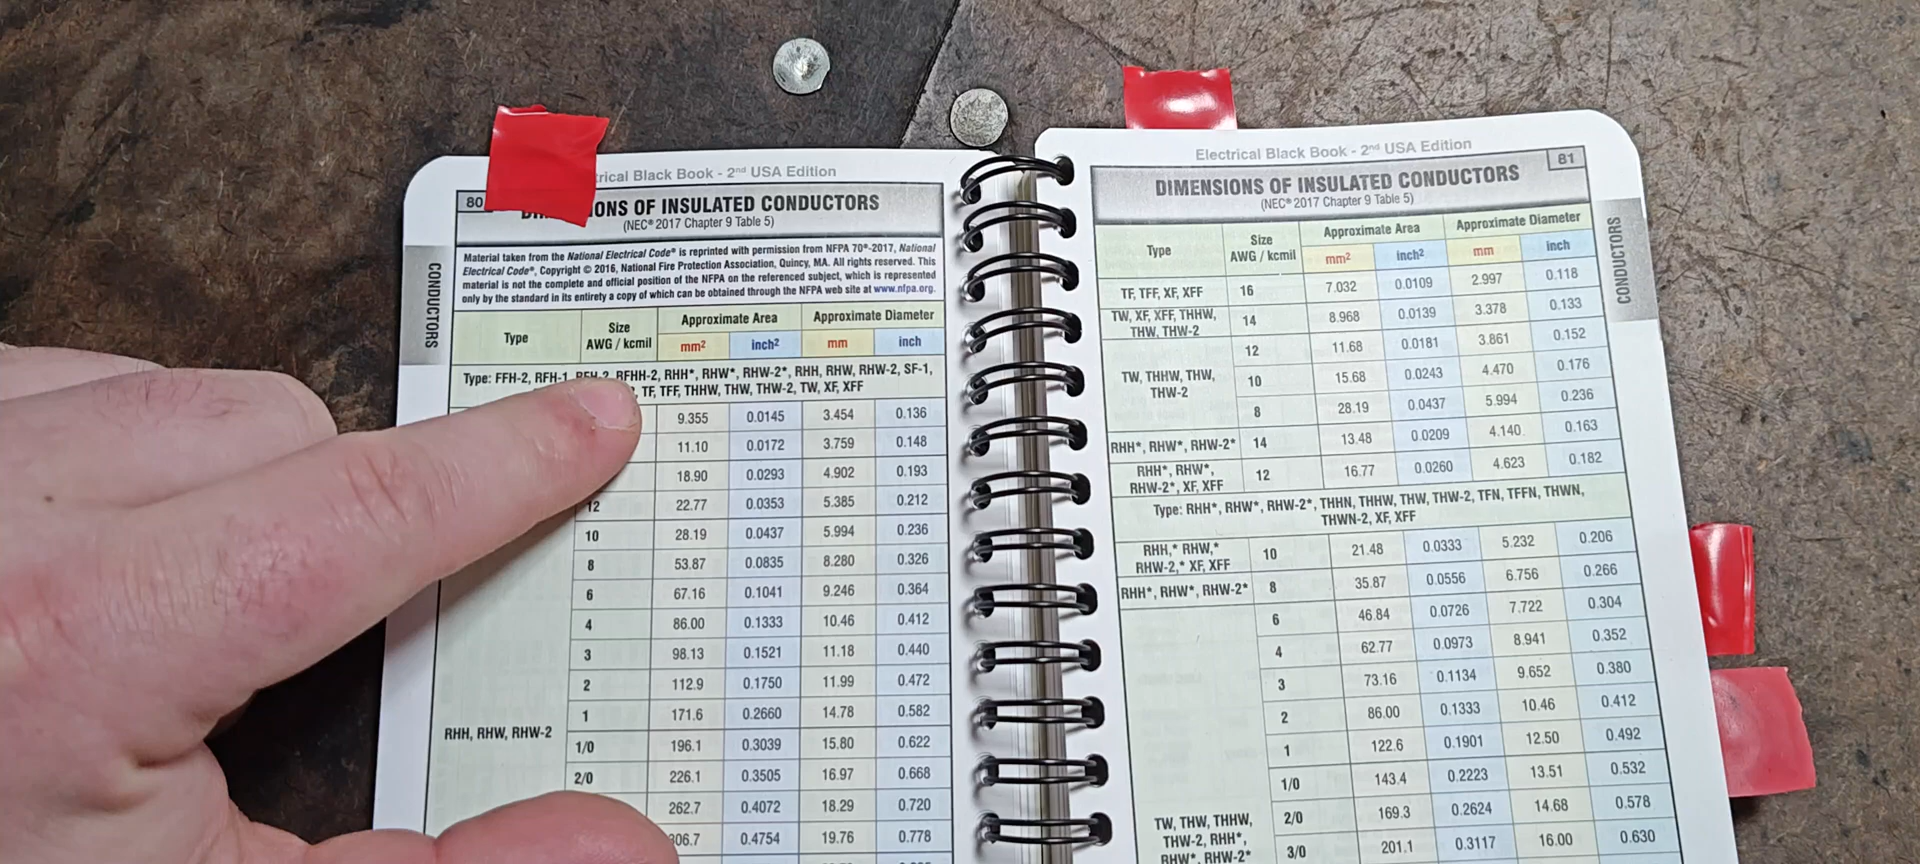 rical Black Book - 2nd USA Edition
80
ONS OF INSULATED CONDUCTORS
(NEC® 2017 Chapter 9 Table 5)
CONDUCTORS
Material taken from the National Electrical Code® is reprinted with permission from NFPA 70®-2017, National
Electrical Code®, Copyright © 2016, National Fire Protection Association, Quincy, MA. All rights reserved. This
material is not the complete and official position of the NFPA on the referenced subject, which is represented
only by the standard in its entirety a copy of which can be obtained through the NFPA web site at www.nfpa.org.
Type Size AWG / kcmil Approximate Area Approximate Diameter
mm² inch² mm inch
Type: FFH-2, RFH-1, RFH-2, RFHH-2, RHH*, RHW*, RHW-2*, RHH, RHW, RHW-2, SF-1,
TF, TFF, THHW, THW, THW-2, TW, XF, XFF
9.355 0.0145 3.454 0.136
11.10 0.0172 3.759 0.148
18.90 0.0293 4.902 0.193
12 22.77 0.0353 5.385 0.212
10 28.19 0.0437 5.994 0.236
8 53.87 0.0835 8.280 0.326
6 67.16 0.1041 9.246 0.364
4 86.00 0.1333 10.46 0.412
3 98.13 0.1521 11.18 0.440
2 112.9 0.1750 11.99 0.472
1 171.6 0.2660 14.78 0.582
RHH, RHW, RHW-2
1/0 196.1 0.3039 15.80 0.622
2/0 226.1 0.3505 16.97 0.668
262.7 0.4072 18.29 0.720
306.7 0.4754 19.76 0.778
Electrical Black Book - 2nd USA Edition
81
DIMENSIONS OF INSULATED CONDUCTORS
(NEC® 2017 Chapter 9 Table 5)
CONDUCTORS
Type Size AWG / kcmil Approximate Area Approximate Diameter
mm² inch² mm inch
TF, TFF, XF, XFF 16 7.032 0.0109 2.997 0.118
TW, XF, XFF, THHW,
THW, THW-2 14 8.968 0.0139 3.378 0.133
12 11.68 0.0181 3.861 0.152
TW, THHW, THW,
THW-2
10 15.68 0.0243 4.470 0.176
8 28.19 0.0437 5.994 0.236
RHH*, RHW*, RHW-2* 14 13.48 0.0209 4.140 0.163
RHH*, RHW*,
RHW-2*, XF, XFF 12 16.77 0.0260 4.623 0.182
Type: RHH*, RHW*, RHW-2*, THHN, THHW, THW, THW-2, TFN, TFFN, THWN,
THWN-2, XF, XFF
RHH,* RHW,*
RHW-2,* XF, XFF 10 21.48 0.0333 5.232 0.206
RHH*, RHW*, RHW-2* 8 35.87 0.0556 6.756 0.266
6 46.84 0.0726 7.722 0.304
4 62.77 0.0973 8.941 0.352
3 73.16 0.1134 9.652 0.380
2 86.00 0.1333 10.46 0.412
1 122.6 0.1901 12.50 0.492
1/0 143.4 0.2223 13.51 0.532
2/0 169.3 0.2624 14.68 0.578
TW, THW, THHW,
THW-2, RHH*,
RHW*, RHW-2*
3/0 201.1 0.3117 16.00 0.630